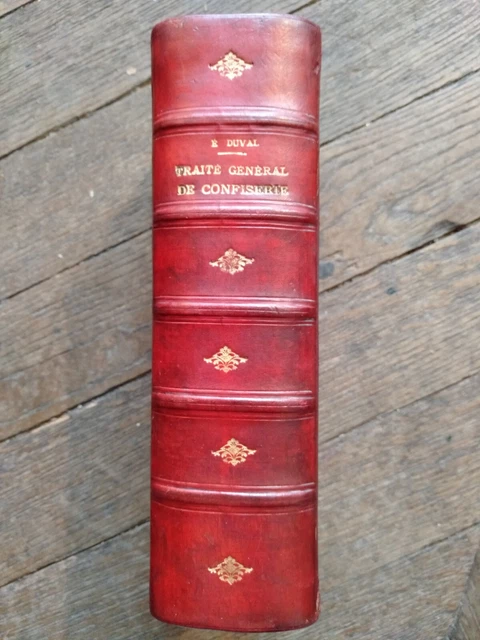 E DUVAL
TRAITÉ GÉNÉRAL
DE CONFISERIE